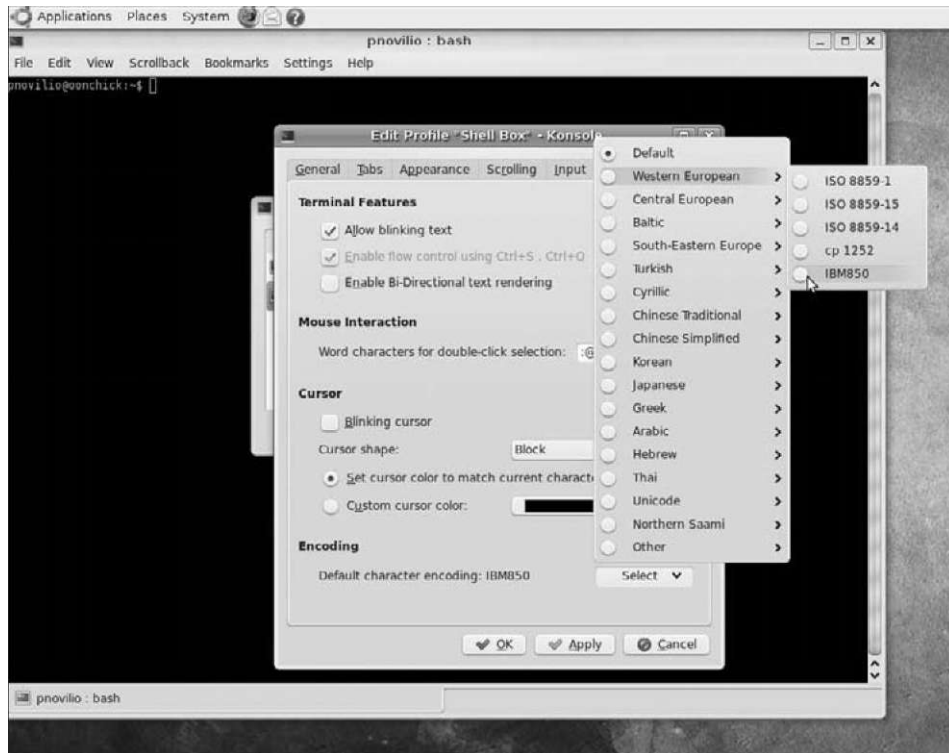 Applications Places System
pnovilio : bash
File Edit View Scrollback Bookmarks Settings Help
pnovilio@oonchick:~$
Edit Profile "Shell Box" - Konsole
General Tabs Appearance Scrolling Input
Terminal Features
Allow blinking text
Enable flow control using Ctrl+S , Ctrl+Q
Enable Bi-Directional text rendering
Mouse Interaction
Word characters for double-click selection: :@
Cursor
Blinking cursor
Cursor shape: Block
Set cursor color to match current charact
Custom cursor color:
Encoding
Default character encoding: IBM850 Select
OK Apply Cancel
Default
Western European
Central European
Baltic
South-Eastern Europe
Turkish
Cyrillic
Chinese Traditional
Chinese Simplified
Korean
Japanese
Greek
Arabic
Hebrew
Thai
Unicode
Northern Saami
Other
ISO 8859-1
ISO 8859-15
ISO 8859-14
cp 1252
IBM850
pnovilio : bash